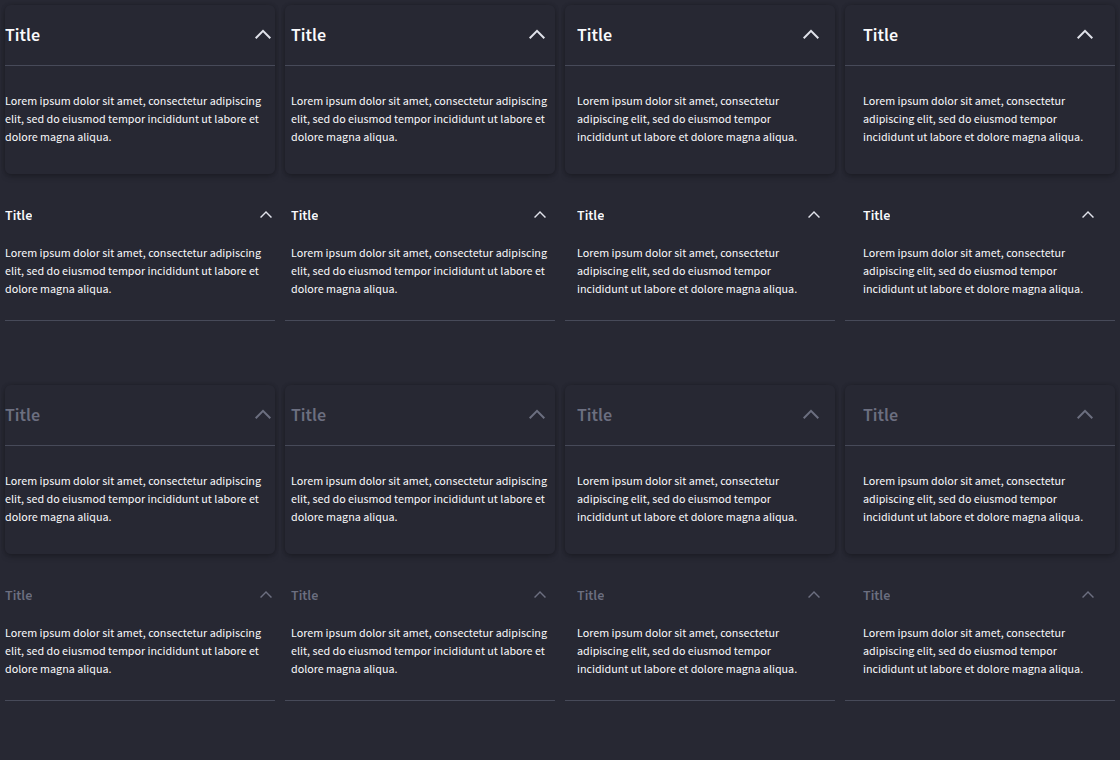 Title
Lorem ipsum dolor sit amet, consectetur adipiscing
elit, sed do eiusmod tempor incididunt ut labore et
dolore magna aliqua.
Title
Lorem ipsum dolor sit amet, consectetur adipiscing
elit, sed do eiusmod tempor incididunt ut labore et
dolore magna aliqua.
Title
Lorem ipsum dolor sit amet, consectetur
adipiscing elit, sed do eiusmod tempor
incididunt ut labore et dolore magna aliqua.
Title
Lorem ipsum dolor sit amet, consectetur
adipiscing elit, sed do eiusmod tempor
incididunt ut labore et dolore magna aliqua.
Title
Lorem ipsum dolor sit amet, consectetur adipiscing
elit, sed do eiusmod tempor incididunt ut labore et
dolore magna aliqua.
Title
Lorem ipsum dolor sit amet, consectetur adipiscing
elit, sed do eiusmod tempor incididunt ut labore et
dolore magna aliqua.
Title
Lorem ipsum dolor sit amet, consectetur
adipiscing elit, sed do eiusmod tempor
incididunt ut labore et dolore magna aliqua.
Title
Lorem ipsum dolor sit amet, consectetur
adipiscing elit, sed do eiusmod tempor
incididunt ut labore et dolore magna aliqua.
Title
Lorem ipsum dolor sit amet, consectetur adipiscing
elit, sed do eiusmod tempor incididunt ut labore et
dolore magna aliqua.
Title
Lorem ipsum dolor sit amet, consectetur adipiscing
elit, sed do eiusmod tempor incididunt ut labore et
dolore magna aliqua.
Title
Lorem ipsum dolor sit amet, consectetur
adipiscing elit, sed do eiusmod tempor
incididunt ut labore et dolore magna aliqua.
Title
Lorem ipsum dolor sit amet, consectetur
adipiscing elit, sed do eiusmod tempor
incididunt ut labore et dolore magna aliqua.
Title
Lorem ipsum dolor sit amet, consectetur adipiscing
elit, sed do eiusmod tempor incididunt ut labore et
dolore magna aliqua.
Title
Lorem ipsum dolor sit amet, consectetur adipiscing
elit, sed do eiusmod tempor incididunt ut labore et
dolore magna aliqua.
Title
Lorem ipsum dolor sit amet, consectetur
adipiscing elit, sed do eiusmod tempor
incididunt ut labore et dolore magna aliqua.
Title
Lorem ipsum dolor sit amet, consectetur
adipiscing elit, sed do eiusmod tempor
incididunt ut labore et dolore magna aliqua.